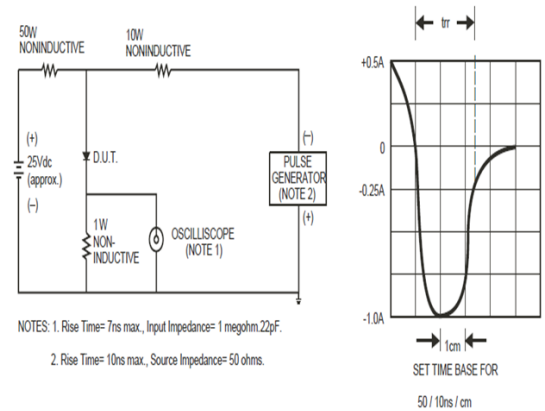 50W
NONINDUCTIVE
10W
NONINDUCTIVE
(+)
25Vdc
(approx.)
(–)
D.U.T.
1W
NON-
INDUCTIVE
OSCILLISCOPE
(NOTE 1)
(–)
PULSE
GENERATOR
(NOTE 2)
(+)
NOTES: 1. Rise Time= 7ns max., Input Impedance= 1 megohm.22pF.
2. Rise Time= 10ns max., Source Impedance= 50 ohms.
trr
+0.5A
0
-0.25A
-1.0A
1cm
SET TIME BASE FOR
50 / 10ns / cm